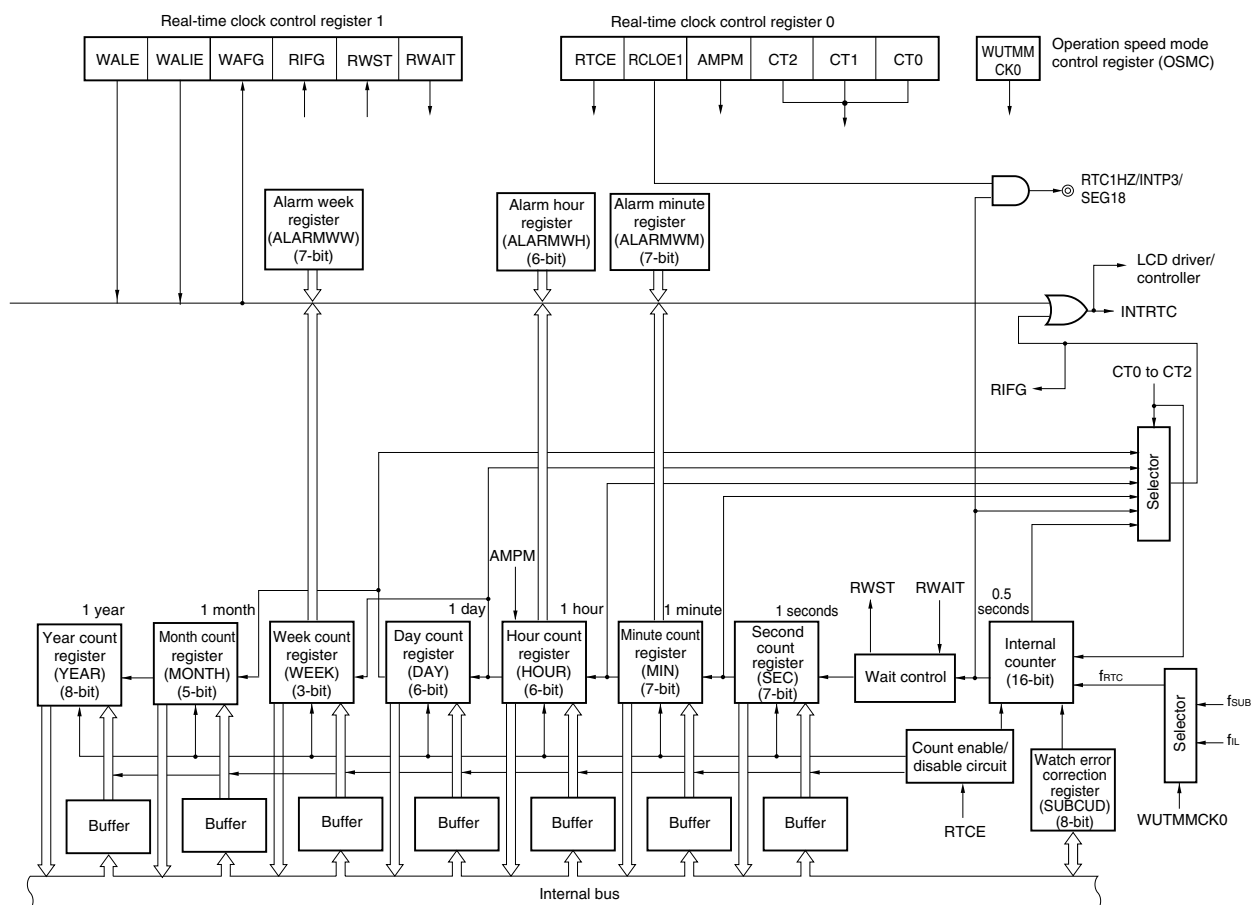 Real-time clock control register 1
Real-time clock control register 0
WALE WALIE WAFG RIFG RWST RWAIT
RTCE RCLOE1 AMPM CT2 CT1 CT0
WUTMM
CK0
Operation speed mode
control register (OSMC)
Alarm week
register
(ALARMWW)
(7-bit)
Alarm hour
register
(ALARMWH)
(6-bit)
Alarm minute
register
(ALARMWM)
(7-bit)
RTC1HZ/INTP3/
SEG18
LCD driver/
controller
INTRTC
RIFG
CT0 to CT2
Selector
AMPM
RWST
RWAIT
1 year
1 month
1 day
1 hour
1 minute
1 seconds
0.5
seconds
Year count
register
(YEAR)
(8-bit)
Month count
register
(MONTH)
(5-bit)
Week count
register
(WEEK)
(3-bit)
Day count
register
(DAY)
(6-bit)
Hour count
register
(HOUR)
(6-bit)
Minute count
register
(MIN)
(7-bit)
Second
count
register
(SEC)
(7-bit)
Wait control
Internal
counter
(16-bit)
fRTC
Selector
fSUB
fIL
WUTMMCK0
Count enable/
disable circuit
RTCE
Watch error
correction
register
(SUBCUD)
(8-bit)
Buffer
Buffer
Buffer
Buffer
Buffer
Buffer
Buffer
Internal bus